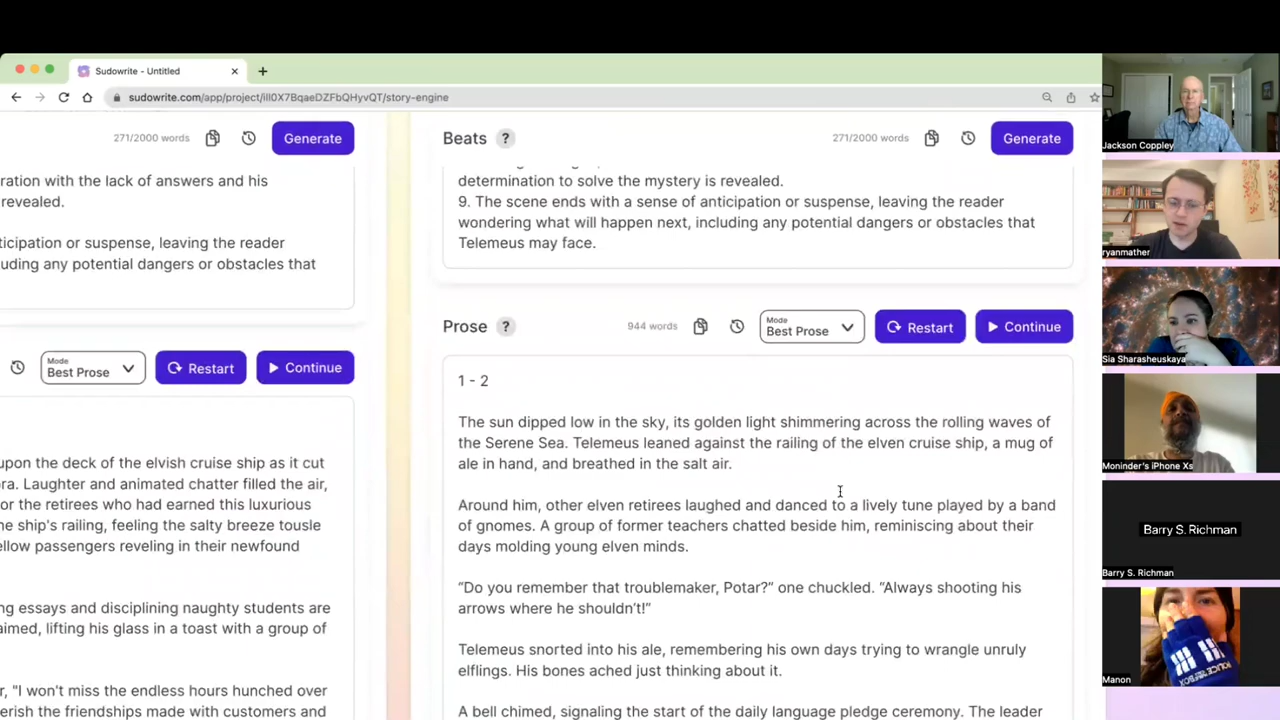 Sudowrite - Untitled
sudowrite.com/app/project/
/story-engine
271/2000 words
Generate
ration with the lack of answers and his
revealed.
ticipation or suspense, leaving the reader
cluding any potential dangers or obstacles that
Mode
Best Prose
Restart
Continue
upon the deck of the elvish cruise ship as it cut
ra. Laughter and animated chatter filled the air,
or the retirees who had earned this luxurious
he ship's railing, feeling the salty breeze tousle
ellow passengers reveling in their newfound
ng essays and disciplining naughty students are
aimed, lifting his glass in a toast with a group of
r, "I won't miss the endless hours hunched over
erish the friendships made with customers and
Beats ?
271/2000 words
Generate
determination to solve the mystery is revealed.
9. The scene ends with a sense of anticipation or suspense, leaving the reader
wondering what will happen next, including any potential dangers or obstacles that
Telemeus may face.
Prose ?
944 words
Mode
Best Prose
Restart
Continue
1 - 2
The sun dipped low in the sky, its golden light shimmering across the rolling waves of
the Serene Sea. Telemeus leaned against the railing of the elven cruise ship, a mug of
ale in hand, and breathed in the salt air.
Around him, other elven retirees laughed and danced to a lively tune played by a band
of gnomes. A group of former teachers chatted beside him, reminiscing about their
days molding young elven minds.
"Do you remember that troublemaker, Potar?" one chuckled. "Always shooting his
arrows where he shouldn't!"
Telemeus snorted into his ale, remembering his own days trying to wrangle unruly
elflings. His bones ached just thinking about it.
A bell chimed, signaling the start of the daily language pledge ceremony. The leader
Jackson Coppley
ryanmather
Sia Sharasheuskaya
Moninder's iPhone Xs
Barry S. Richman
Barry S. Richman
POLICE
BOX
Manon